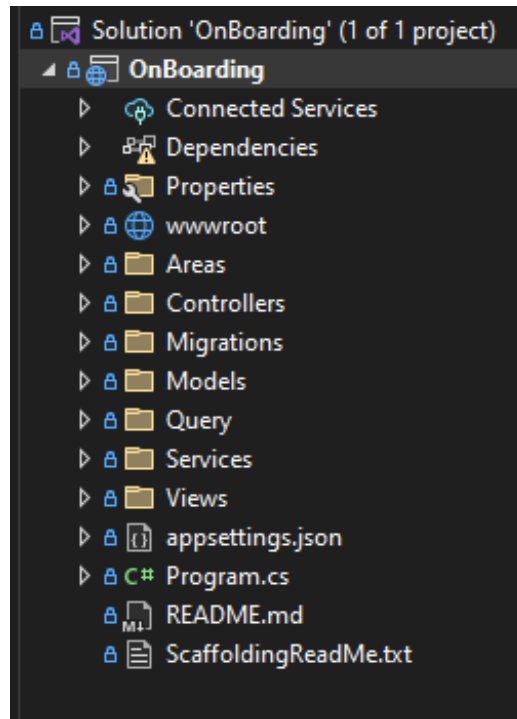 Solution 'OnBoarding' (1 of 1 project)
OnBoarding
Connected Services
Dependencies
Properties
wwwroot
Areas
Controllers
Migrations
Models
Query
Services
Views
appsettings.json
C# Program.cs
M↓ README.md
ScaffoldingReadMe.txt